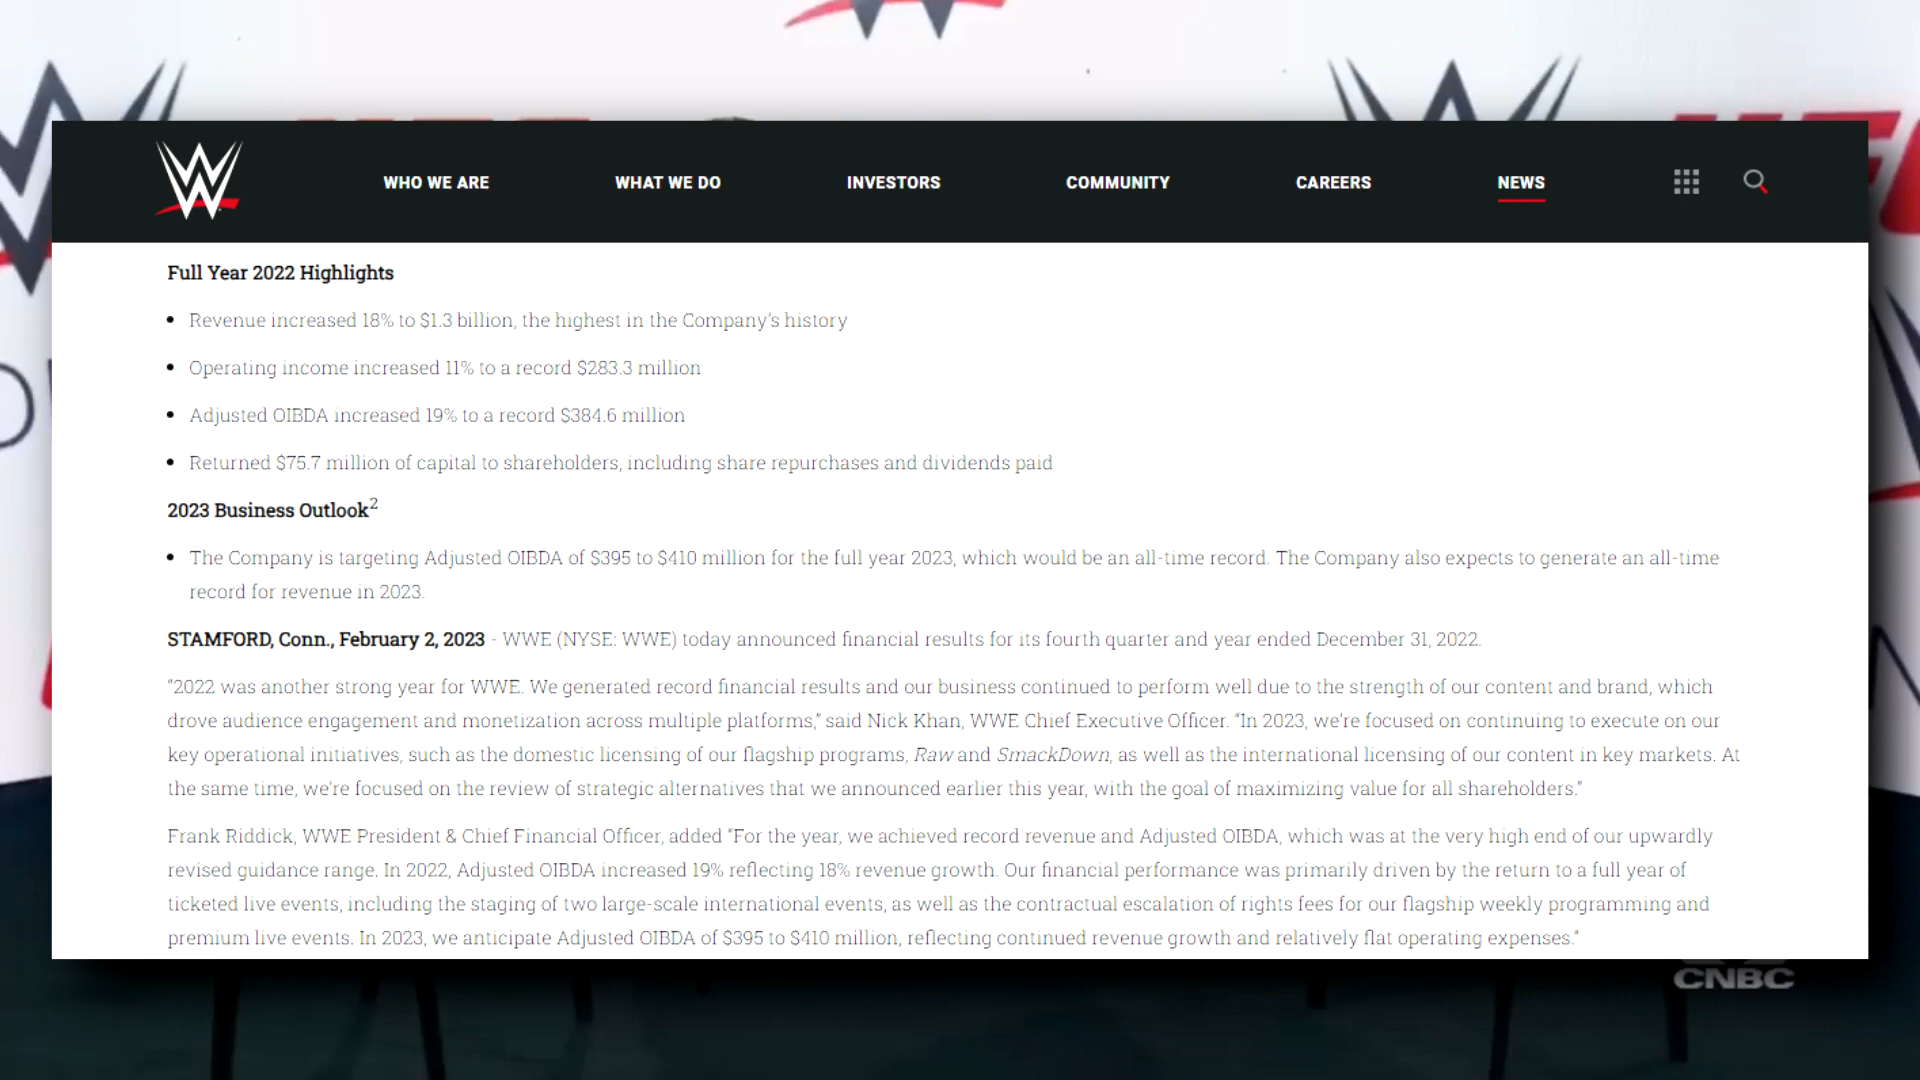 WHO WE ARE
WHAT WE DO
INVESTORS
COMMUNITY
CAREERS
NEWS
Full Year 2022 Highlights
• Revenue increased 18% to $1.3 billion, the highest in the Company's history
• Operating income increased 11% to a record $283.3 million
• Adjusted OIBDA increased 19% to a record $384.6 million
• Returned $75.7 million of capital to shareholders, including share repurchases and dividends paid
2023 Business Outlook²
• The Company is targeting Adjusted OIBDA of $395 to $410 million for the full year 2023, which would be an all-time record. The Company also expects to generate an all-time
record for revenue in 2023.
STAMFORD, Conn., February 2, 2023 - WWE (NYSE: WWE) today announced financial results for its fourth quarter and year ended December 31, 2022.
"2022 was another strong year for WWE. We generated record financial results and our business continued to perform well due to the strength of our content and brand, which
drove audience engagement and monetization across multiple platforms," said Nick Khan, WWE Chief Executive Officer. "In 2023, we're focused on continuing to execute on our
key operational initiatives, such as the domestic licensing of our flagship programs, Raw and SmackDown, as well as the international licensing of our content in key markets. At
the same time, we're focused on the review of strategic alternatives that we announced earlier this year, with the goal of maximizing value for all shareholders."
Frank Riddick, WWE President & Chief Financial Officer, added "For the year, we achieved record revenue and Adjusted OIBDA, which was at the very high end of our upwardly
revised guidance range. In 2022, Adjusted OIBDA increased 19% reflecting 18% revenue growth. Our financial performance was primarily driven by the return to a full year of
ticketed live events, including the staging of two large-scale international events, as well as the contractual escalation of rights fees for our flagship weekly programming and
premium live events. In 2023, we anticipate Adjusted OIBDA of $395 to $410 million, reflecting continued revenue growth and relatively flat operating expenses."
CNBC